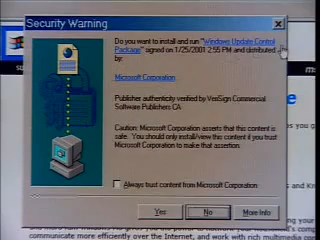 Security Warning
Do you want to install and run "Windows Update Control
Package" signed on 1/25/2001 2:55 PM and distributed
by:
Microsoft Corporation
Publisher authenticity verified by VeriSign Commercial
Software Publishers CA
Caution: Microsoft Corporation asserts that this content is
safe. You should only install/view this content if you trust
Microsoft Corporation to make that assertion.
Always trust content from Microsoft Corporation
Yes
No
More Info
communicate more efficiently over the Internet, and work with rich multimedia